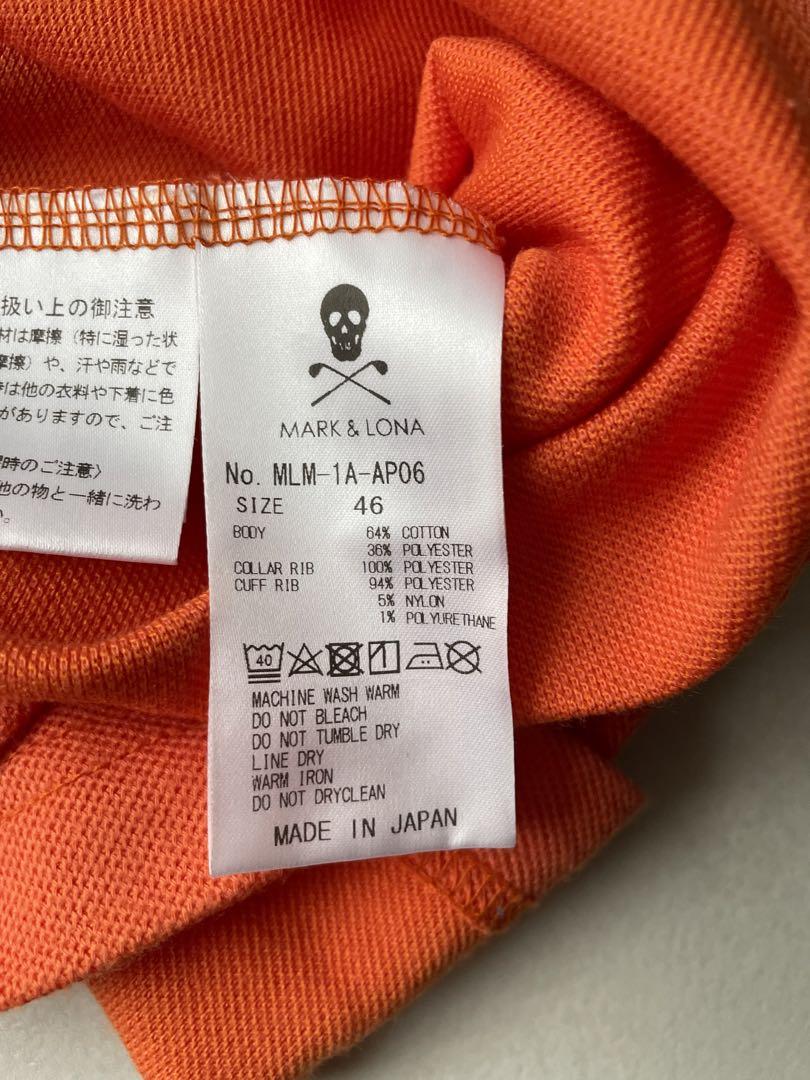 扱い上の御注意
材は摩擦（特に湿った状
摩擦）や、汗や雨などで
は他の衣料や下着に色
がありますので、ご注
時のご注意〉
他の物と一緒に洗わ
い。
MARK & LONA
No. MLM-1A-AP06
SIZE 46
BODY 64% COTTON
36% POLYESTER
COLLAR RIB 100% POLYESTER
CUFF RIB 94% POLYESTER
5% NYLON
1% POLYURETHANE
40
MACHINE WASH WARM
DO NOT BLEACH
DO NOT TUMBLE DRY
LINE DRY
WARM IRON
DO NOT DRYCLEAN
MADE IN JAPAN